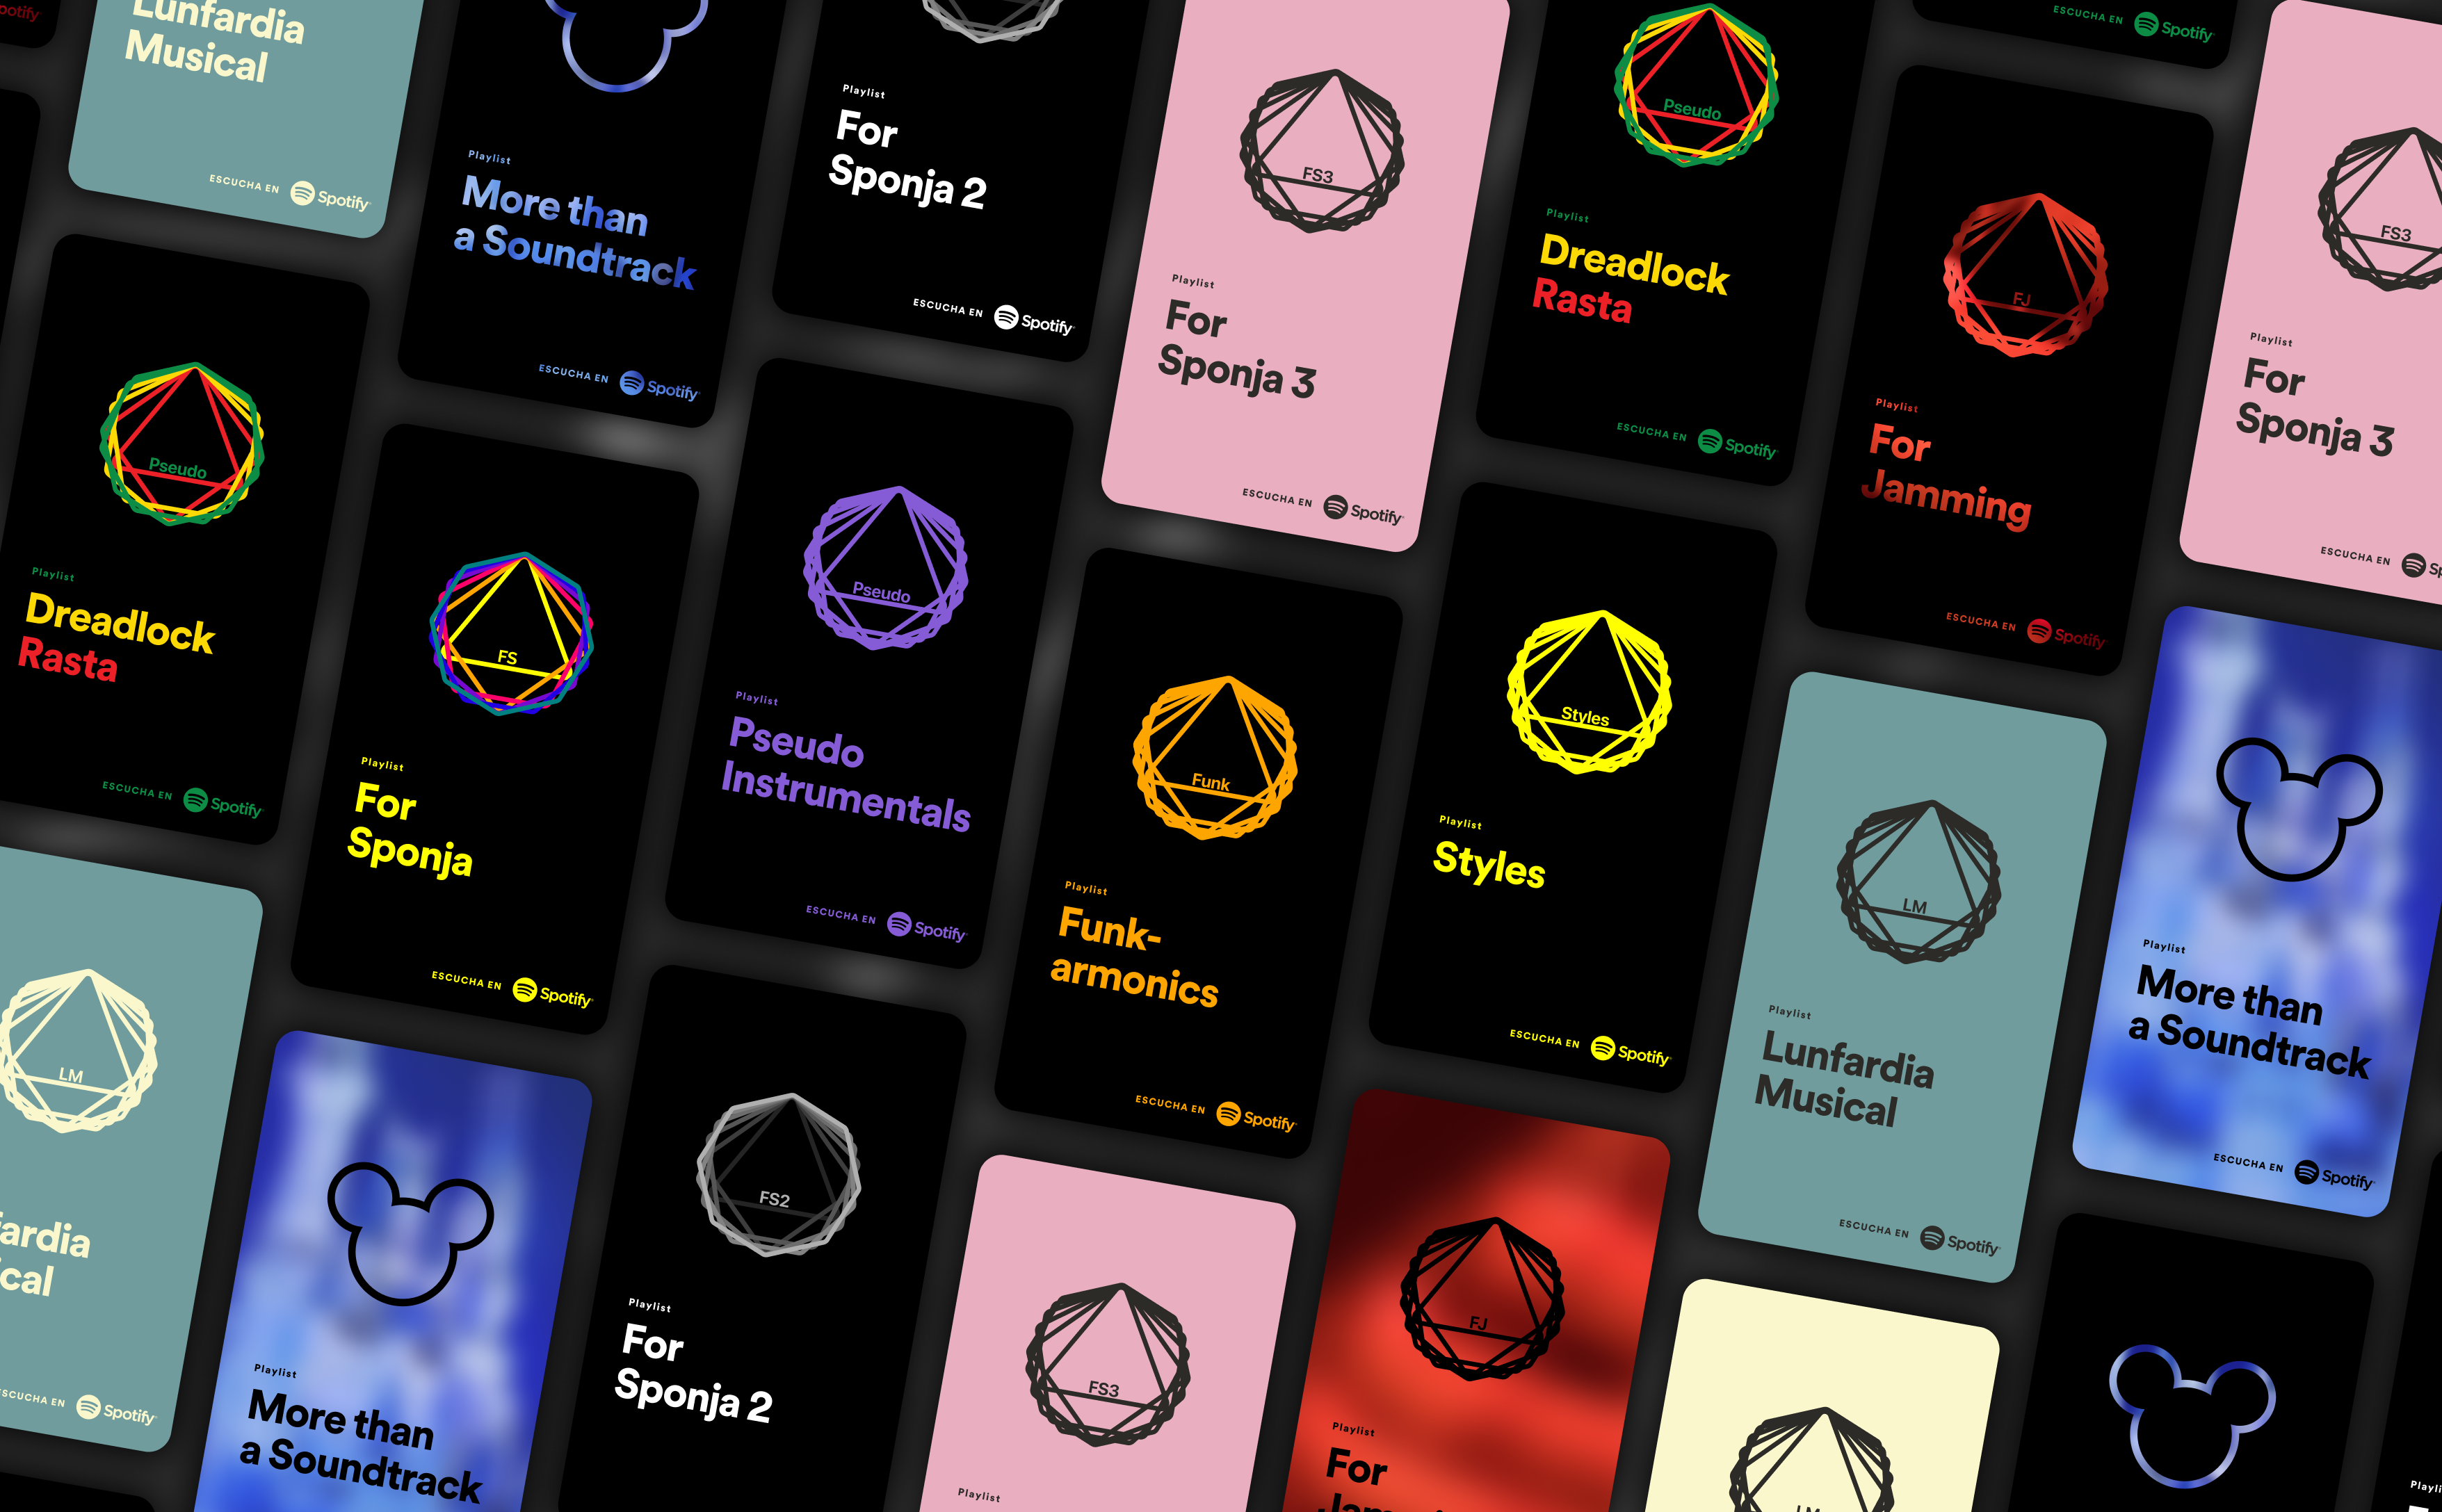 potify
Lunfardia
Musical
ESCUCHA EN Spotify
Playlist
More than
a Soundtrack
ESCUCHA EN Spotify
Playlist
For
Sponja 2
ESCUCHA EN Spotify
FS3
Playlist
For
Sponja 3
ESCUCHA EN Spotify
Pseudo
Playlist
Dreadlock
Rasta
ESCUCHA EN Spotify
ESCUCHA EN Spotify
FJ
Playlist
For
Jamming
ESCUCHA EN Spotify
FS3
Playlist
For
Sponja 3
ESCUCHA EN Sp
Pseudo
Playlist
Dreadlock
Rasta
ESCUCHA EN Spotify
FS
Playlist
For
Sponja
ESCUCHA EN Spotify
Pseudo
Playlist
Pseudo
Instrumentals
ESCUCHA EN Spotify
Funk
Playlist
Funk-
armonics
ESCUCHA EN Spotify
Styles
Playlist
Styles
ESCUCHA EN Spotify
LM
Playlist
Lunfardia
Musical
ESCUCHA EN Spotify
Playlist
More than
a Soundtrack
ESCUCHA EN Spotify
LM
fardia
cal
ESCUCHA EN Spotify
Playlist
More than
a Soundtrack
FS2
Playlist
For
Sponja 2
FS3
Playlist
FJ
Playlist
For
LM
Playli